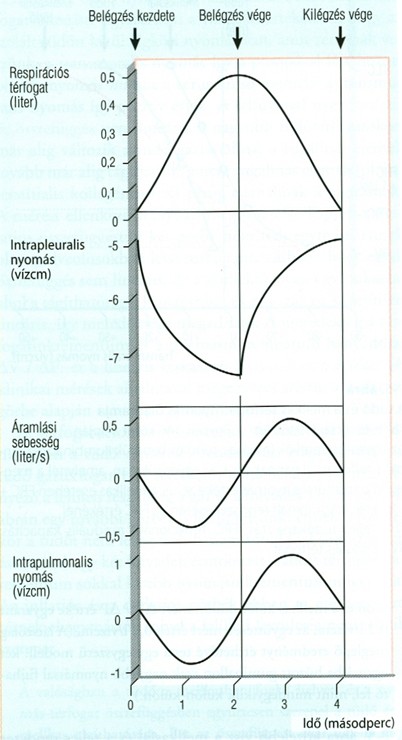 Belégzés kezdete Belégzés vége Kilégzés vége
Respirációs
térfogat
(liter)
0,5
0,4
0,3
0,2
0,1
0
Intrapleuralis
nyomás
(vízcm)
-5
-6
-7
Áramlási
sebesség
(liter/s)
0,5
0
-0,5
Intrapulmonalis
nyomás
(vízcm)
1
0
-1
0 1 2 3 4
Idő (másodperc)